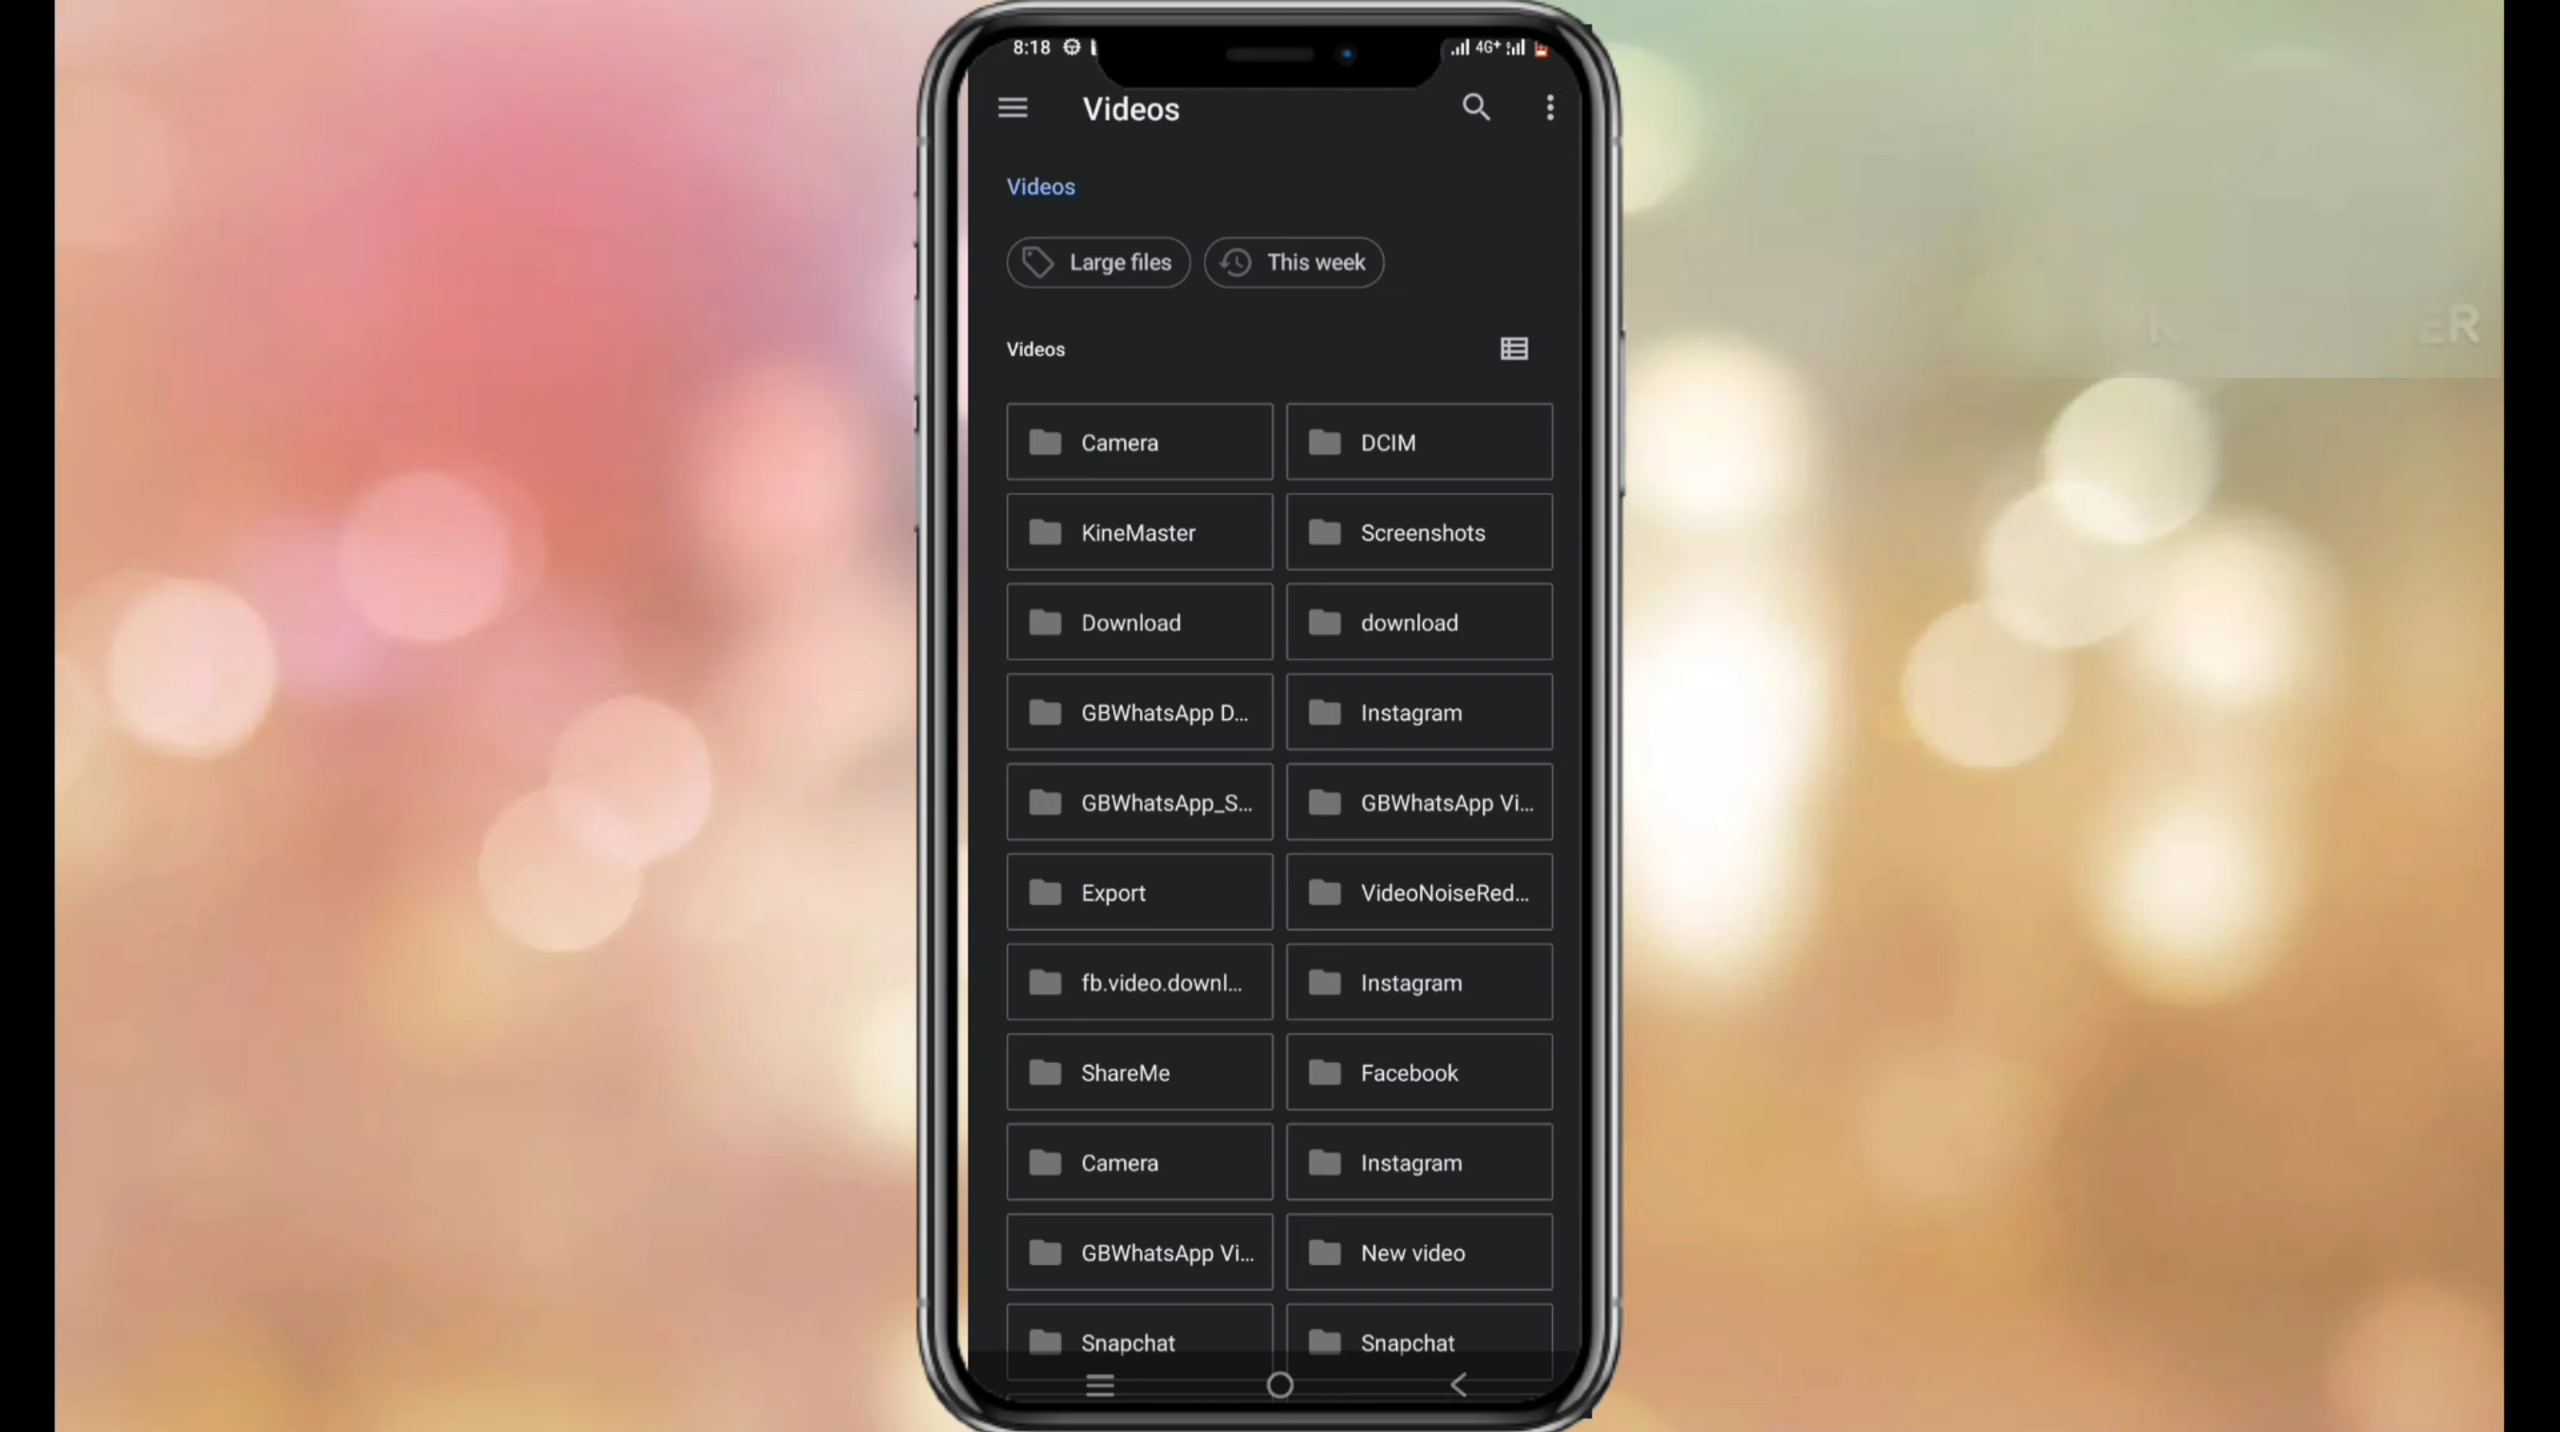 8:18
4G+
Videos
Videos
Large files
This week
Videos
Camera
DCIM
KineMaster
Screenshots
Download
download
GBWhatsApp D...
Instagram
GBWhatsApp_S...
GBWhatsApp Vi...
Export
VideoNoiseRed...
fb.video.downl...
Instagram
ShareMe
Facebook
Camera
Instagram
GBWhatsApp Vi...
New video
Snapchat
Snapchat